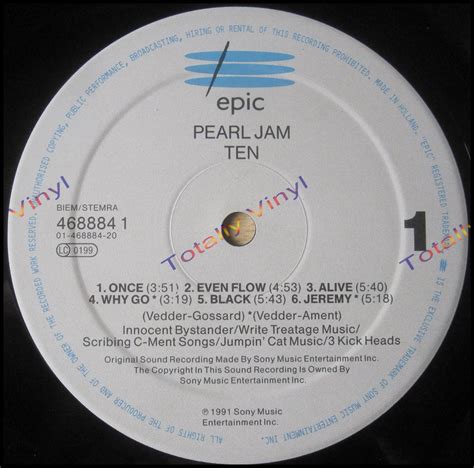 ALL RIGHTS OF THE PRODUCER AND OF THE OWNER OF THE RECORDED WORK RESERVED. UNAUTHORISED COPYING, PUBLIC PERFORMANCE, BROADCASTING, HIRING OR RENTAL OF THIS RECORDING PROHIBITED. MADE IN HOLLAND. "EPIC" REGISTERED TRADEMARK IS THE EXCLUSIVE TRADEMARK OF SONY MUSIC ENTERTAINMENT INC.
epic
PEARL JAM
TEN
BIEM/STEMRA
468884 1
01-468884-20
LC 0199
1
1. ONCE (3:51) 2. EVEN FLOW (4:53) 3. ALIVE (5:40)
4. WHY GO * (3:19) 5. BLACK (5:40) 6. JEREMY * (5:18)
(Vedder-Gossard) *(Vedder-Ament)
Innocent Bystander/Write Treatage Music/
Scribing C-Ment Songs/Jumpin' Cat Music/3 Kick Heads
Original Sound Recording Made by Sony Music Entertainment Inc.
The Copyright In This Sound Recording Is Owned By
Sony Music Entertainment Inc.
℗ 1991 Sony Music
Entertainment Inc.
Totally Vinyl
Vinyl
Totally